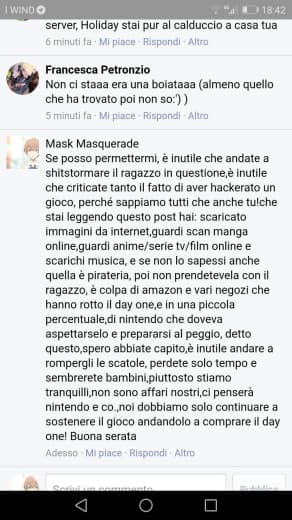 I WIND
18:42
server, Holiday stai pur al calduccio a casa tua
6 minuti fa · Mi piace · Rispondi · Altro
Francesca Petronzio
Non ci staaa era una boiataaa (almeno quello
che ha trovato poi non so:') )
5 minuti fa · Mi piace · Rispondi · Altro
Mask Masquerade
Se posso permettermi, è inutile che andate a
shitstormare il ragazzo in questione,è inutile
che criticate tanto il fatto di aver hackerato un
gioco, perché sappiamo tutti che anche tu!che
stai leggendo questo post hai: scaricato
immagini da internet,guardi scan manga
online,guardi anime/serie tv/film online e
scarichi musica, e se non lo sapessi anche
quella è pirateria, poi non prendetevela con il
ragazzo, è colpa di amazon e vari negozi che
hanno rotto il day one,e in una piccola
percentuale,di nintendo che doveva
aspettarselo e prepararsi al peggio, detto
questo,spero abbiate capito,è inutile andare a
rompergli le scatole, perdete solo tempo e
sembrerete bambini,piuttosto stiamo
tranquilli,non sono affari nostri,ci penserà
nintendo e co.,noi dobbiamo solo continuare a
sostenere il gioco andandolo a comprare il day
one! Buona serata
Adesso · Mi piace · Rispondi · Altro
Scrivi un commento
Pubblica